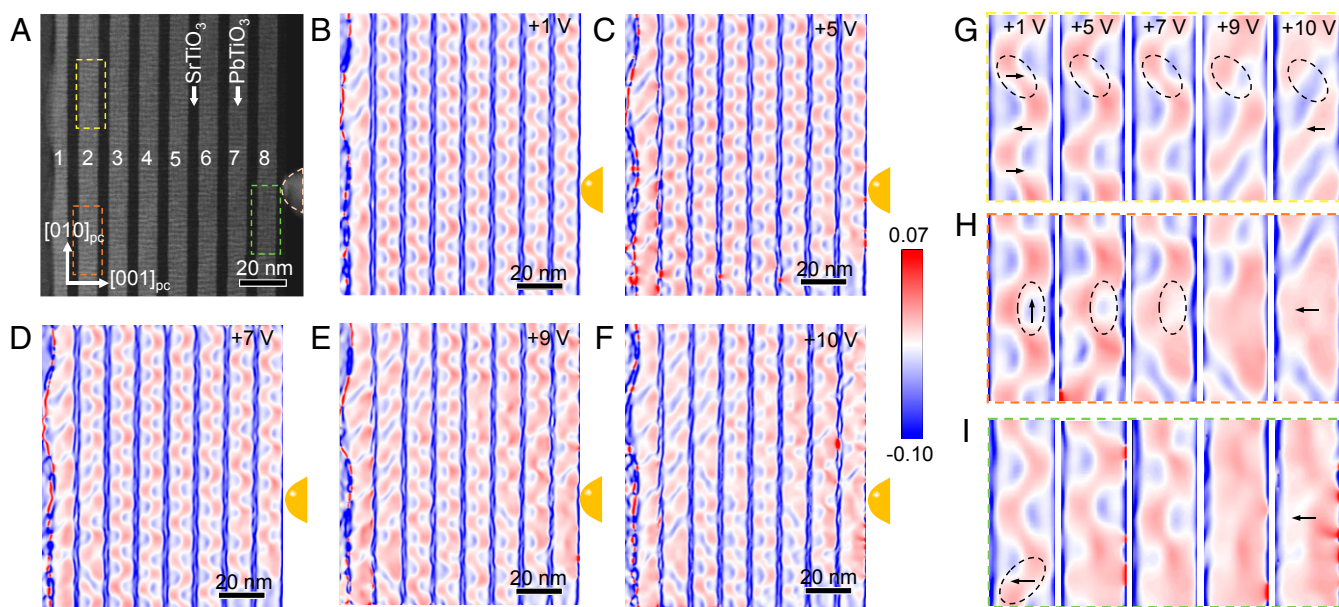 A
SrTiO₃
PbTiO₃
1 2 3 4 5 6 7 8
[010]pc
[001]pc
20 nm
B
+1 V
20 nm
C
+5 V
20 nm
0.07
-0.10
D
+7 V
20 nm
E
+9 V
20 nm
F
+10 V
20 nm
G
+1 V +5 V +7 V +9 V +10 V
H
I